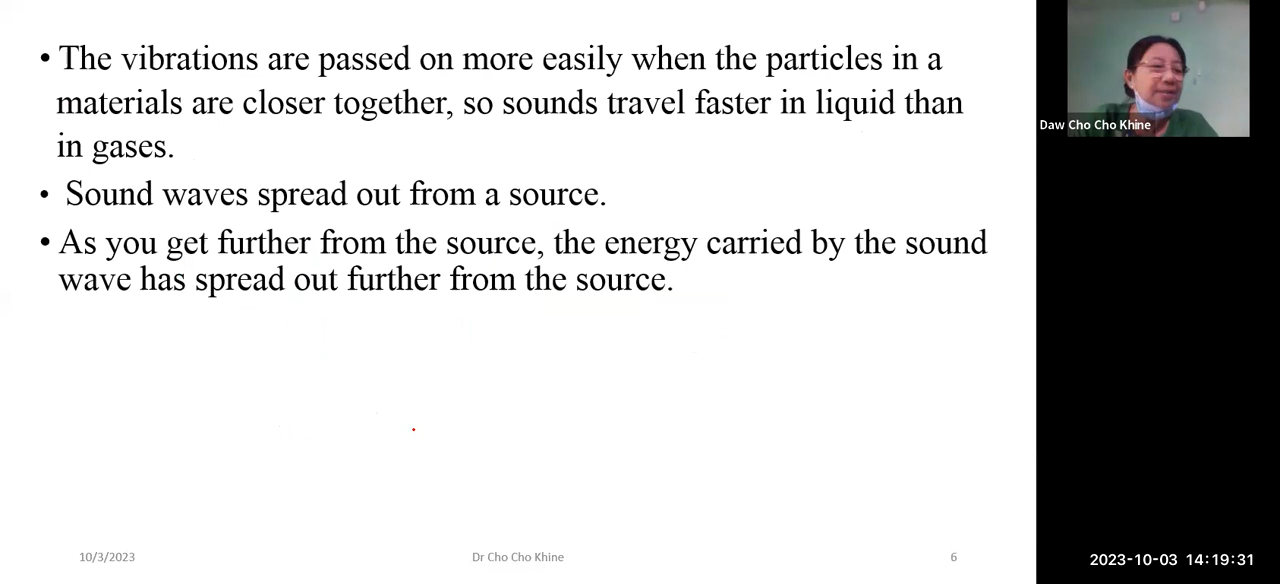 • The vibrations are passed on more easily when the particles in a
materials are closer together, so sounds travel faster in liquid than
in gases.
• Sound waves spread out from a source.
• As you get further from the source, the energy carried by the sound
wave has spread out further from the source.
Daw Cho Cho Khine
10/3/2023
Dr Cho Cho Khine
6
2023-10-03 14:19:31